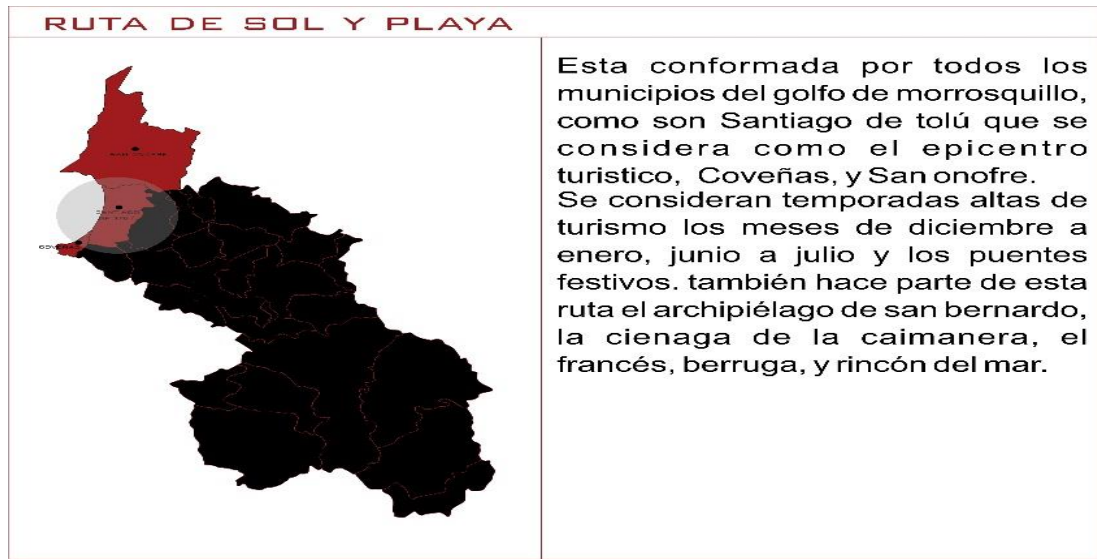 RUTA DE SOL Y PLAYA
Esta conformada por todos los
municipios del golfo de morrosquillo,
como son Santiago de tolú que se
considera como el epicentro
turistico, Coveñas, y San onofre.
Se consideran temporadas altas de
turismo los meses de diciembre a
enero, junio a julio y los puentes
festivos. también hace parte de esta
ruta el archipiélago de san bernardo,
la cienaga de la caimanera, el
francés, berruga, y rincón del mar.